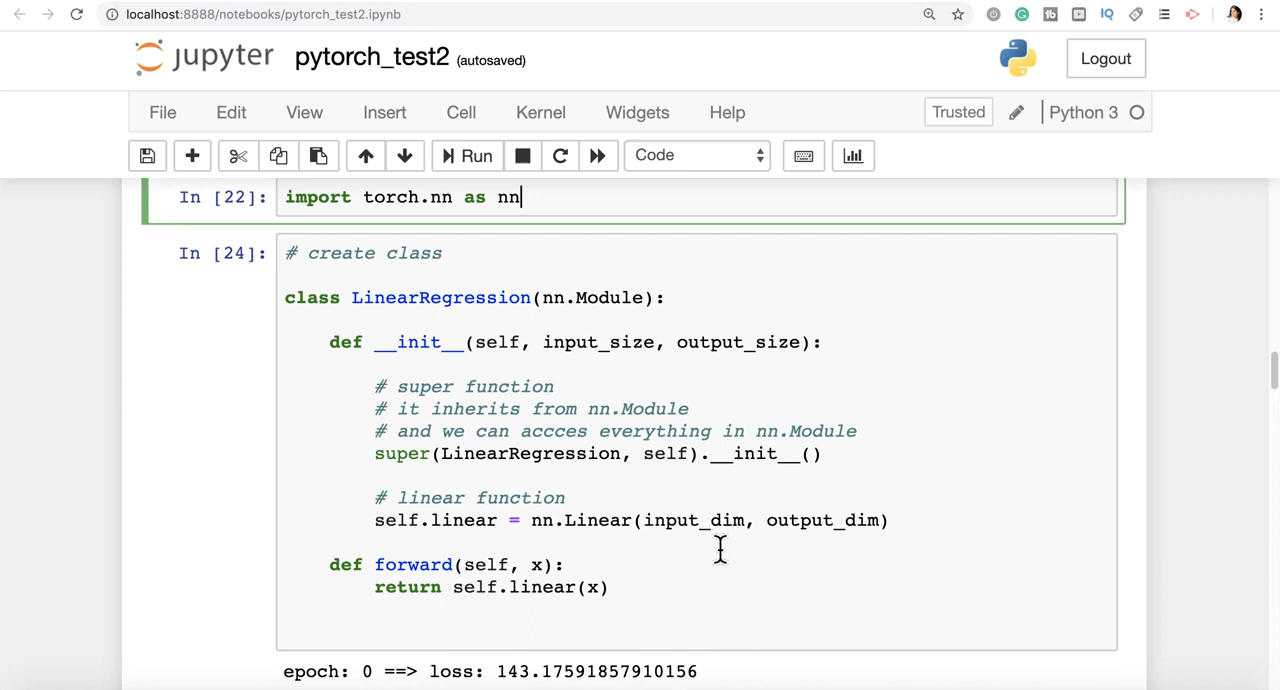 localhost:8888/notebooks/pytorch_test2.ipynb
jupyter pytorch_test2 (autosaved) Logout
File Edit View Insert Cell Kernel Widgets Help Trusted Python 3
Run Code
In [22]: import torch.nn as nn
In [24]: # create class
class LinearRegression(nn.Module):
def __init__(self, input_size, output_size):
# super function
# it inherits from nn.Module
# and we can accces everything in nn.Module
super(LinearRegression, self).__init__()
# linear function
self.linear = nn.Linear(input_dim, output_dim)
def forward(self, x):
return self.linear(x)
epoch: 0 ==> loss: 143.17591857910156